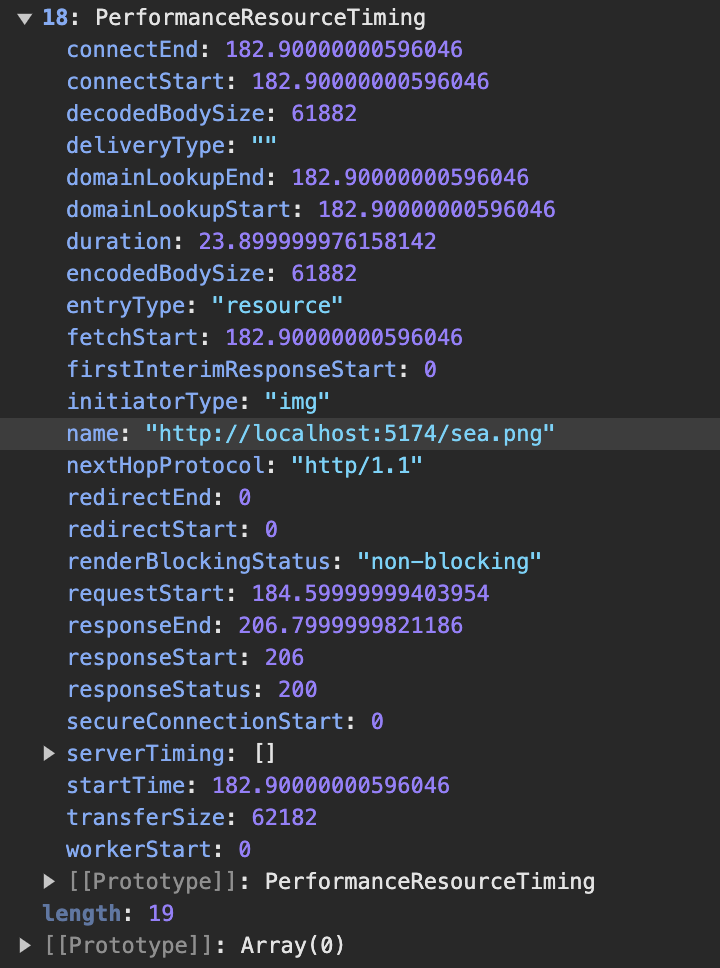 ▼ 18: PerformanceResourceTiming
connectEnd: 182.90000000596046
connectStart: 182.90000000596046
decodedBodySize: 61882
deliveryType: ""
domainLookupEnd: 182.90000000596046
domainLookupStart: 182.90000000596046
duration: 23.899999976158142
encodedBodySize: 61882
entryType: "resource"
fetchStart: 182.90000000596046
firstInterimResponseStart: 0
initiatorType: "img"
name: "http://localhost:5174/sea.png"
nextHopProtocol: "http/1.1"
redirectEnd: 0
redirectStart: 0
renderBlockingStatus: "non-blocking"
requestStart: 184.59999999403954
responseEnd: 206.7999999821186
responseStart: 206
responseStatus: 200
secureConnectionStart: 0
▶ serverTiming: []
startTime: 182.90000000596046
transferSize: 62182
workerStart: 0
▶ [[Prototype]]: PerformanceResourceTiming
length: 19
▶ [[Prototype]]: Array(0)